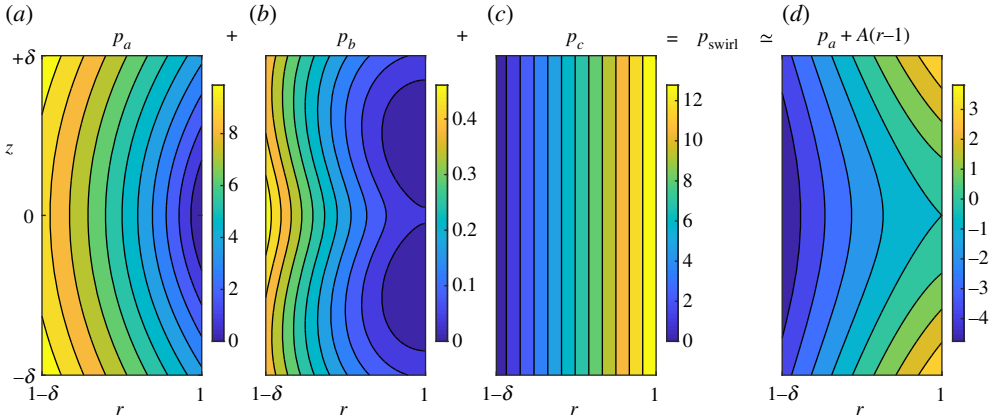 (a) (b) (c) (d)
p_a + p_b + p_c = p_swirl ≃ p_a + A(r–1)
+δ
z
0
–δ
1–δ 1
r
8
6
4
2
0
1–δ 1
r
0.4
0.3
0.2
0.1
0
1–δ 1
r
12
10
8
6
4
2
0
1–δ 1
r
3
2
1
0
–1
–2
–3
–4